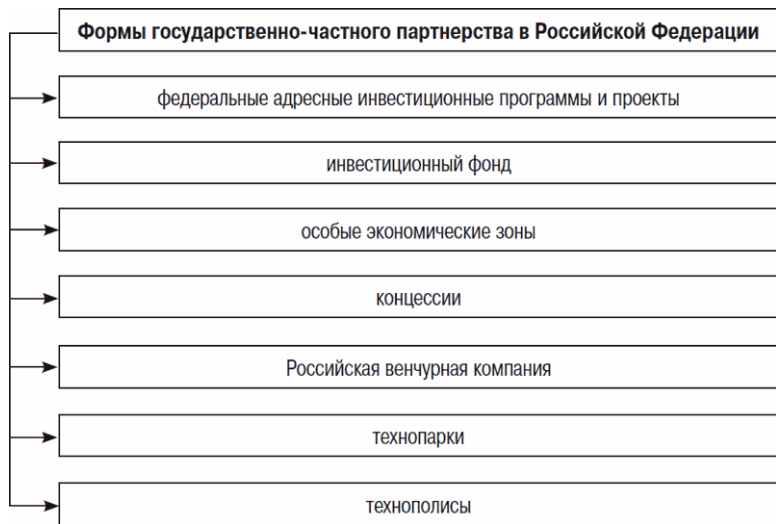 Формы государственно-частного партнерства в Российской Федерации
федеральные адресные инвестиционные программы и проекты
инвестиционный фонд
особые экономические зоны
концессии
Российская венчурная компания
технопарки
технополисы